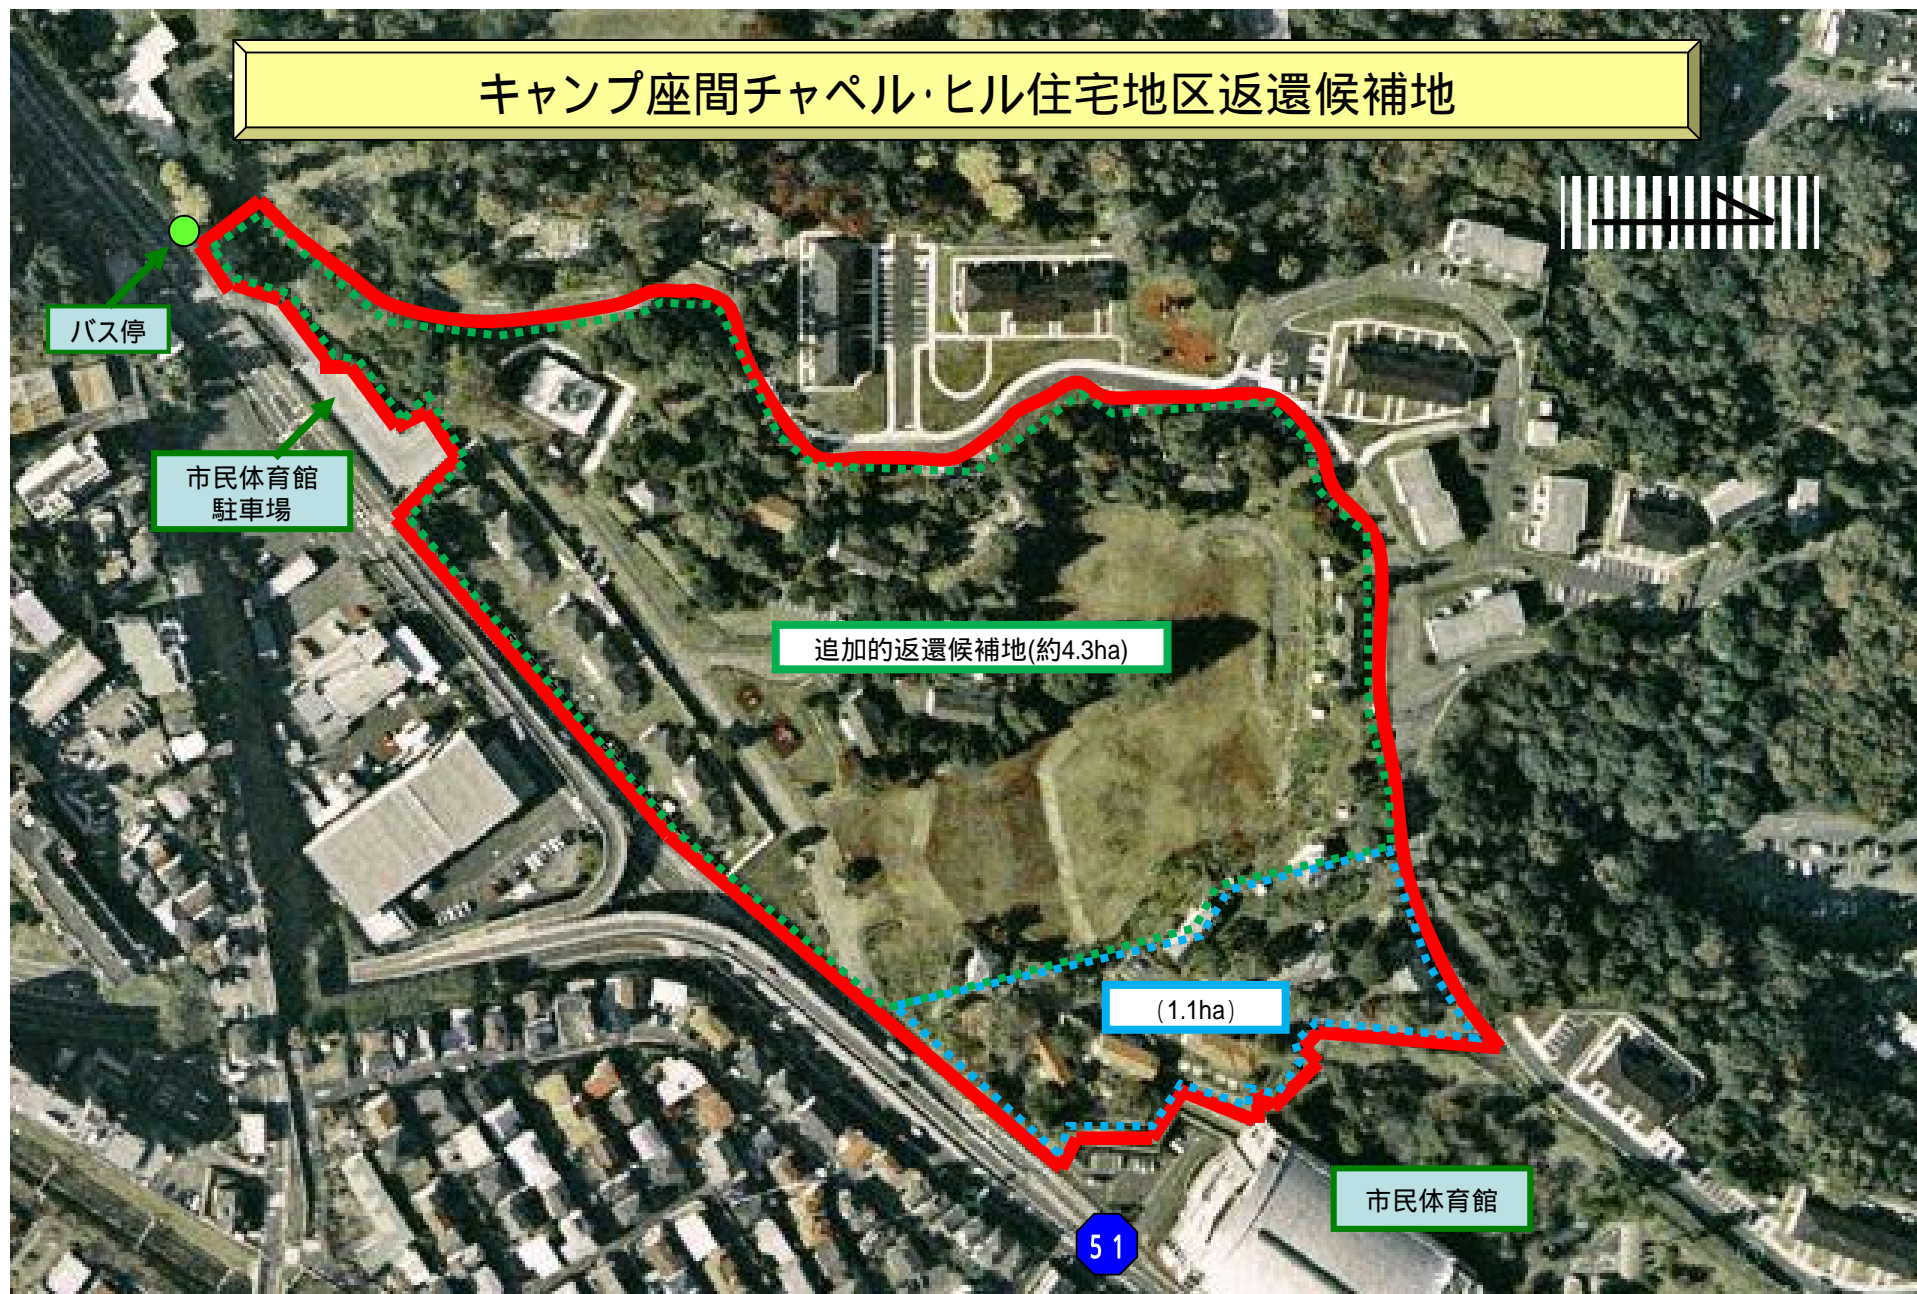 キャンプ座間チャペル・ヒル住宅地区返還候補地
バス停
市民体育館
駐車場
追加的返還候補地(約4.3ha)
(1.1ha)
市民体育館
51